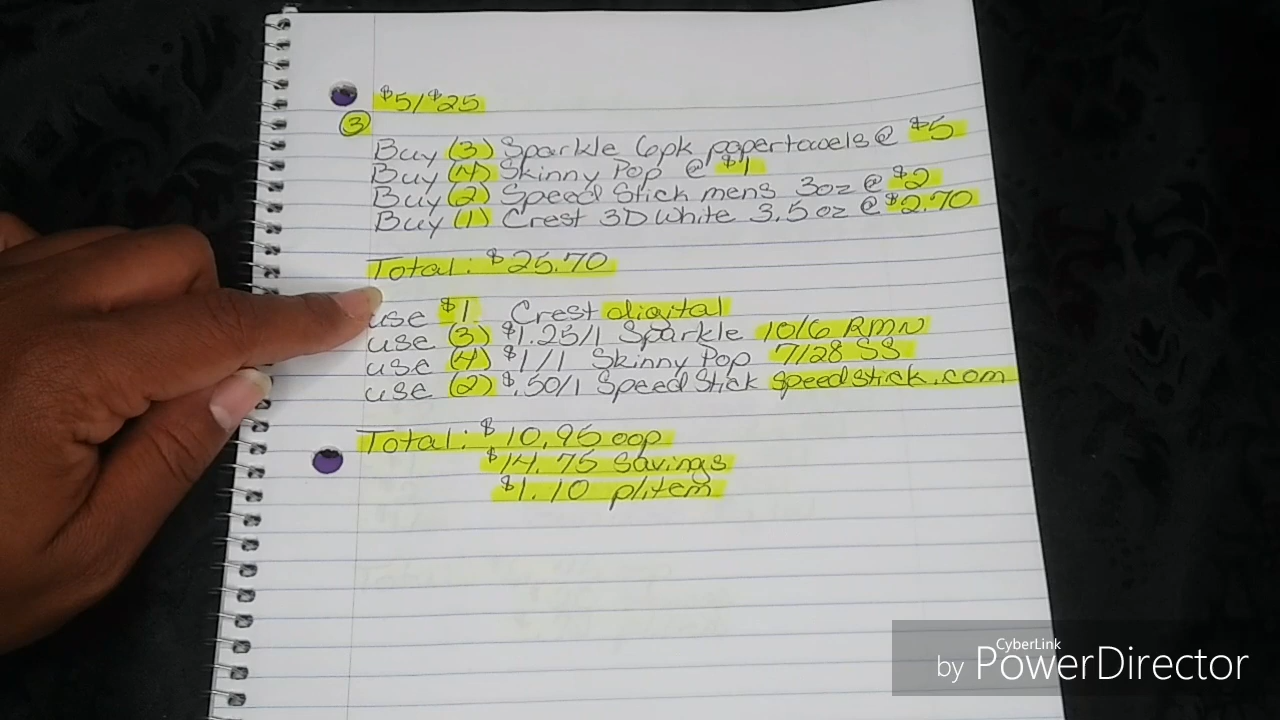 $5/$25
3
Buy (3) Sparkle 6pk papertowels @ $5
Buy (4) Skinny Pop @ $1
Buy (2) Speed Stick mens 3oz @ $2
Buy (1) Crest 3D White 3.5oz @ $2.70
Total: $25.70
use $1 Crest digital
use (3) $1.25/1 Sparkle 10/6 RMN
use (4) $1/1 Skinny Pop 7/28 SS
use (2) $.50/1 Speed Stick speedstick.com
Total: $10.95 oop
$14.75 savings
$1.10 p/item
CyberLink
by PowerDirector